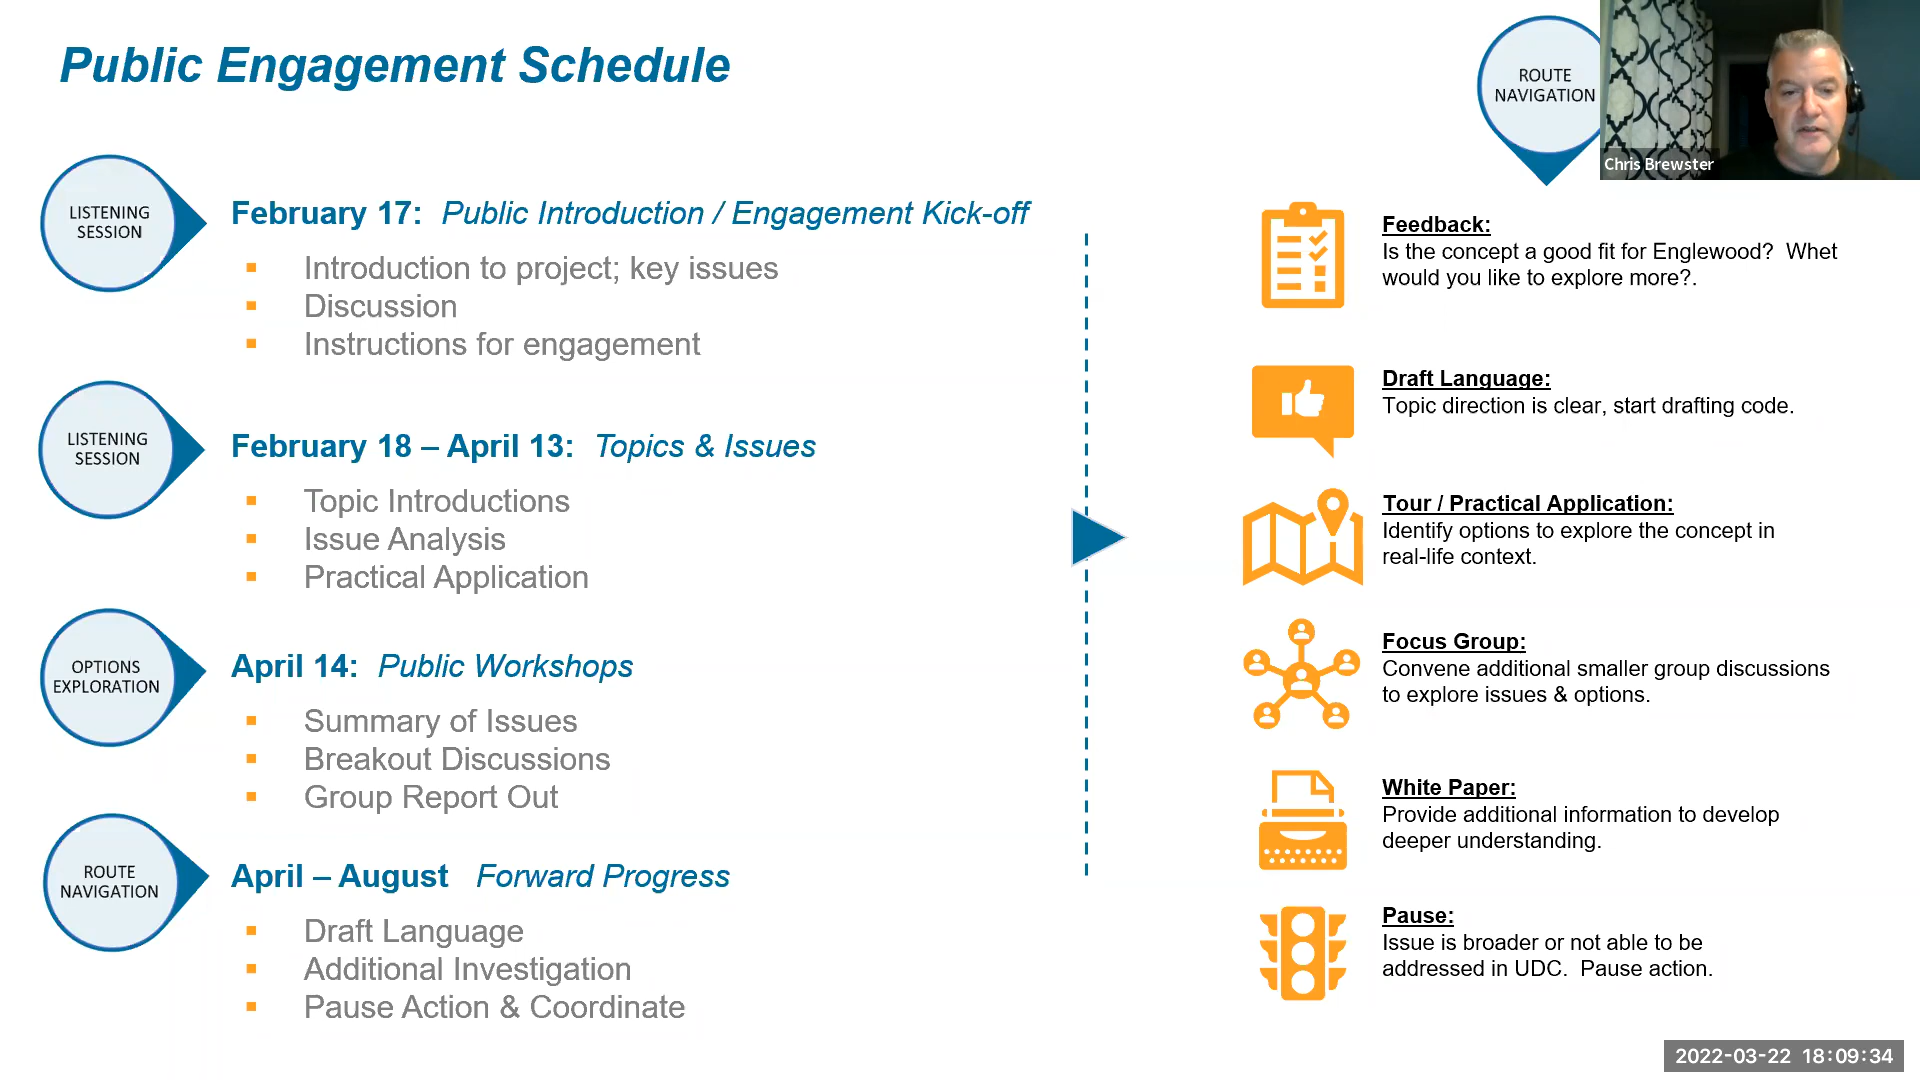 Public Engagement Schedule
LISTENING
SESSION
February 17: Public Introduction / Engagement Kick-off
Introduction to project; key issues
Discussion
Instructions for engagement
LISTENING
SESSION
February 18 – April 13: Topics & Issues
Topic Introductions
Issue Analysis
Practical Application
OPTIONS
EXPLORATION
April 14: Public Workshops
Summary of Issues
Breakout Discussions
Group Report Out
ROUTE
NAVIGATION
April – August Forward Progress
Draft Language
Additional Investigation
Pause Action & Coordinate
ROUTE
NAVIGATION
Chris Brewster
Feedback:
Is the concept a good fit for Englewood? Whet
would you like to explore more?.
Draft Language:
Topic direction is clear, start drafting code.
Tour / Practical Application:
Identify options to explore the concept in
real-life context.
Focus Group:
Convene additional smaller group discussions
to explore issues & options.
White Paper:
Provide additional information to develop
deeper understanding.
Pause:
Issue is broader or not able to be
addressed in UDC. Pause action.
2022-03-22 18:09:34